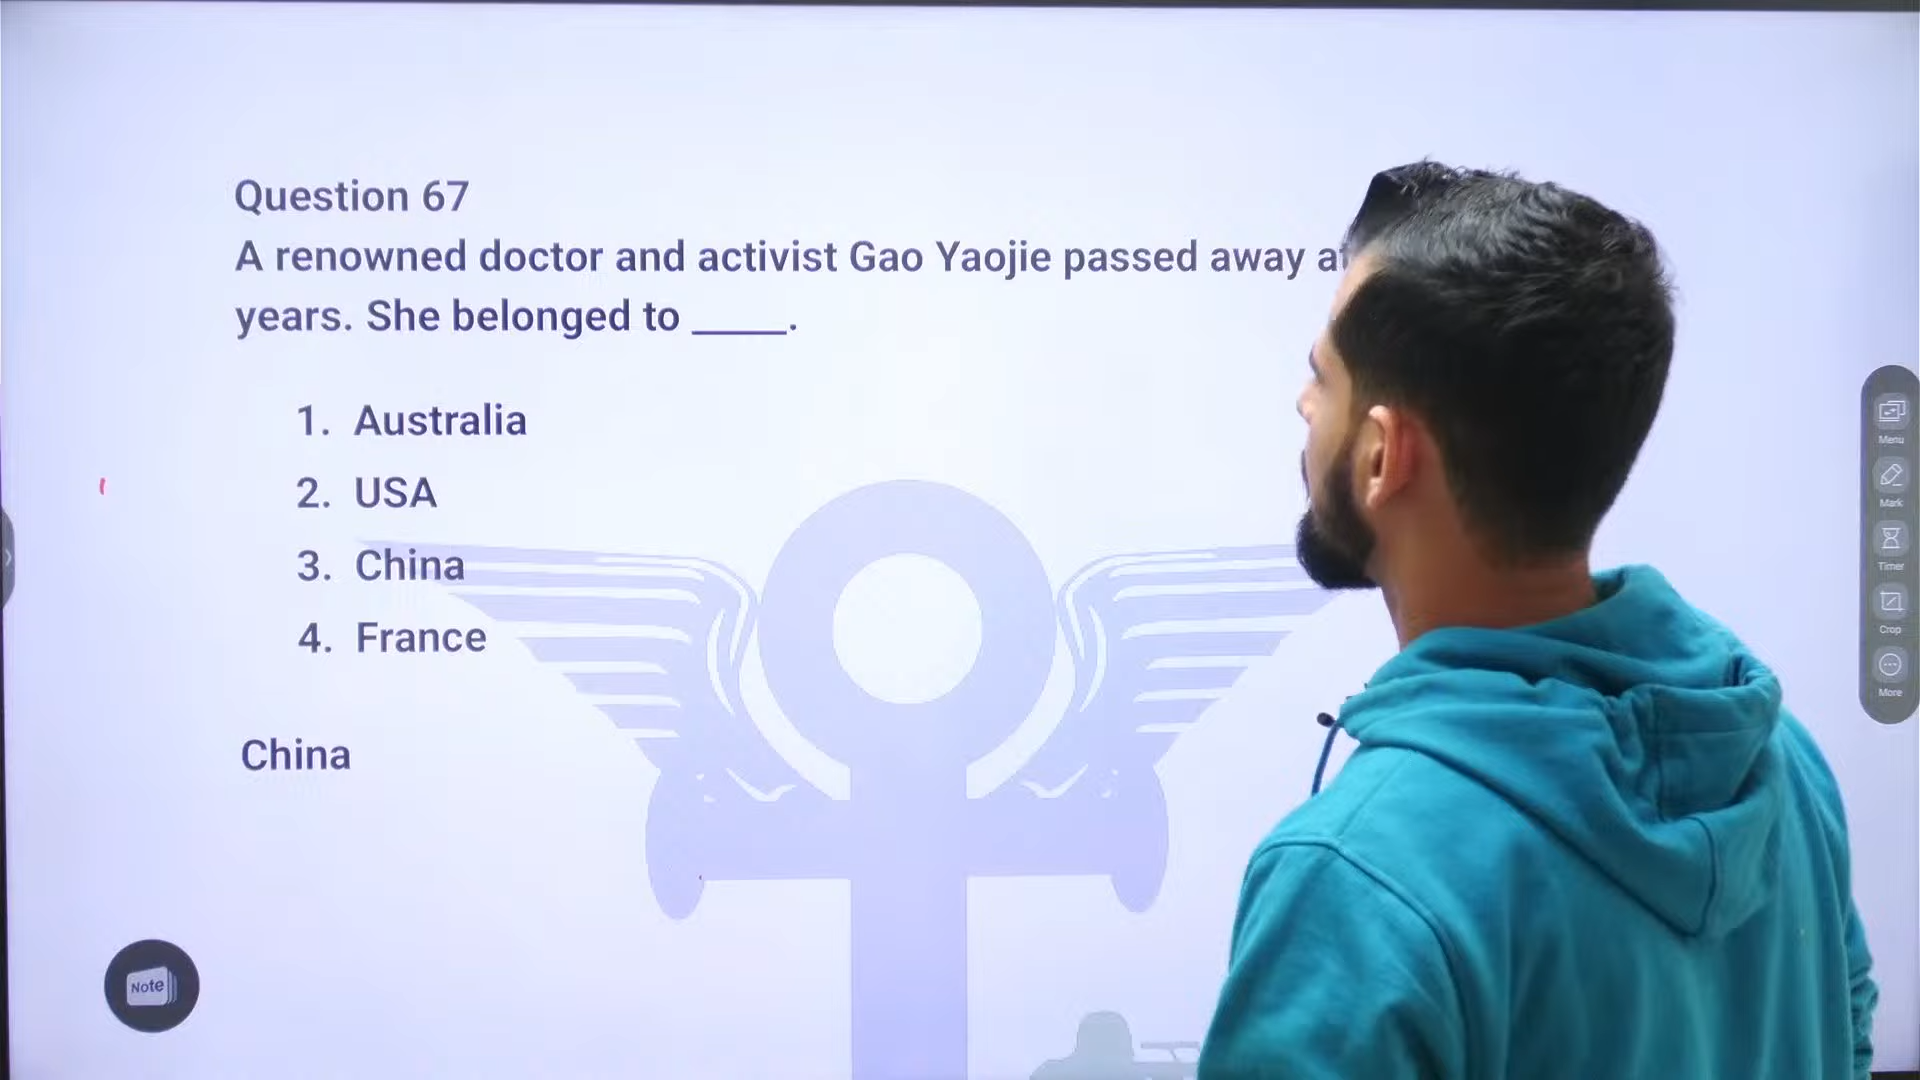 Question 67
A renowned doctor and activist Gao Yaojie passed away at
years. She belonged to _____.
1. Australia
2. USA
3. China
4. France
China
Note
Menu
Mark
Timer
Crop
More